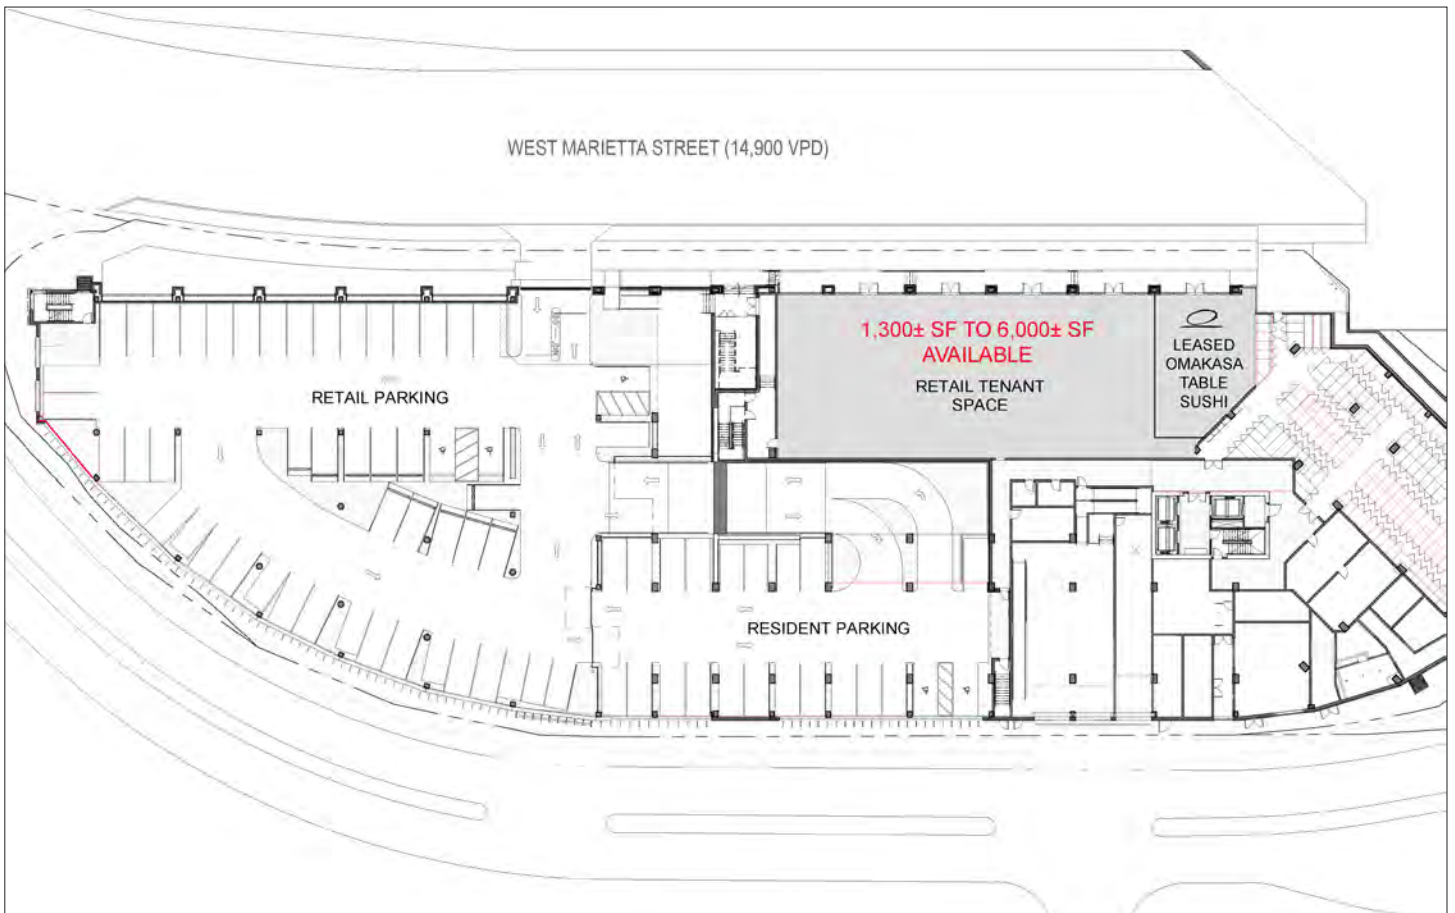 WEST MARIETTA STREET (14,900 VPD)
1,300± SF TO 6,000± SF
AVAILABLE
RETAIL TENANT
SPACE
LEASED
OMAKASA
TABLE
SUSHI
RETAIL PARKING
RESIDENT PARKING